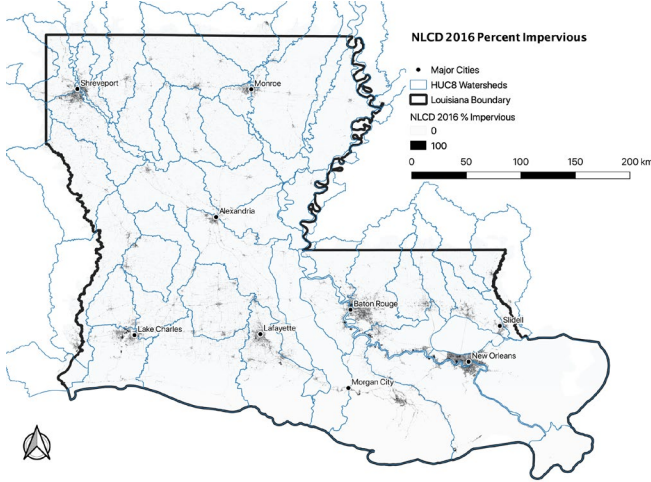 NLCD 2016 Percent Impervious
Major Cities
HUC8 Watersheds
Louisiana Boundary
NLCD 2016 % Impervious
0
100
0 50 100 150 200 km
Shreveport
Monroe
Alexandria
Baton Rouge
Slidell
Lake Charles
Lafayette
New Orleans
Morgan City